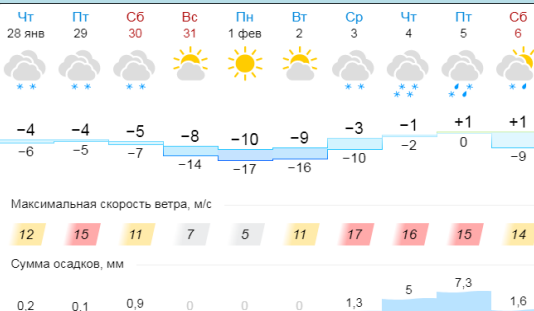 Чт Пт Сб Вс Пн Вт Ср Чт Пт Сб
28 янв 29 30 31 1 фев 2 3 4 5 6
−4 −4 −5 −8 −10 −9 −3 −1 +1 +1
−6 −5 −7 −14 −17 −16 −10 −2 0 −9
Максимальная скорость ветра, м/с
12 15 11 7 5 11 17 16 15 14
Сумма осадков, мм
0,2 0,1 0,9 0 0 0 1,3 5 7,3 1,6